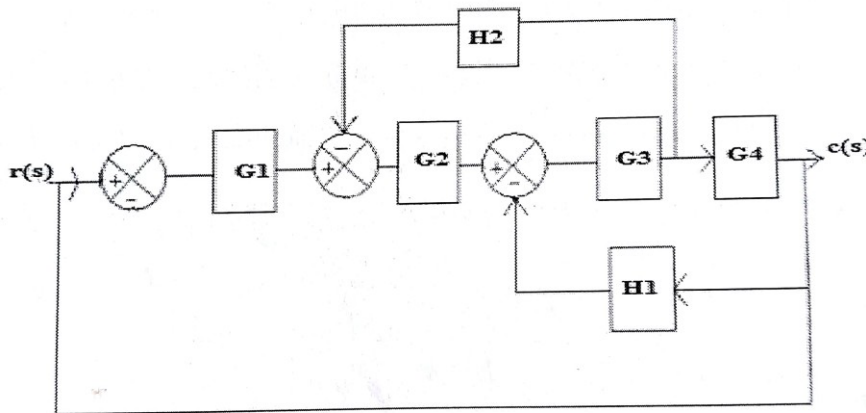 H2
r(s)
+
-
G1
-
+
G2
+
-
G3
G4
c(s)
H1